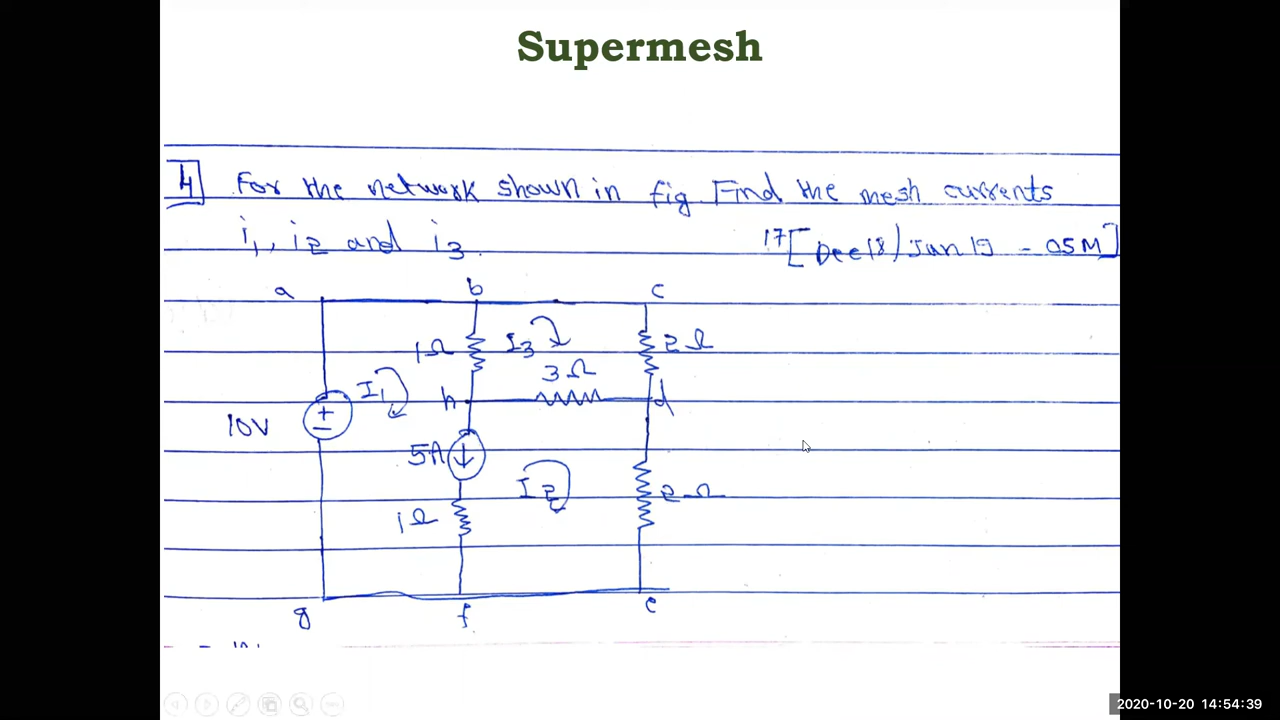 Supermesh
4 For the network shown in fig Find the mesh currents
i1, i2 and i3. 17[Dec18/Jan19 - 05M]
a b c
1Ω I3 2Ω
3Ω
I1 h d
10V + -
5A
I2 2Ω
1Ω
g f e
2020-10-20 14:54:39